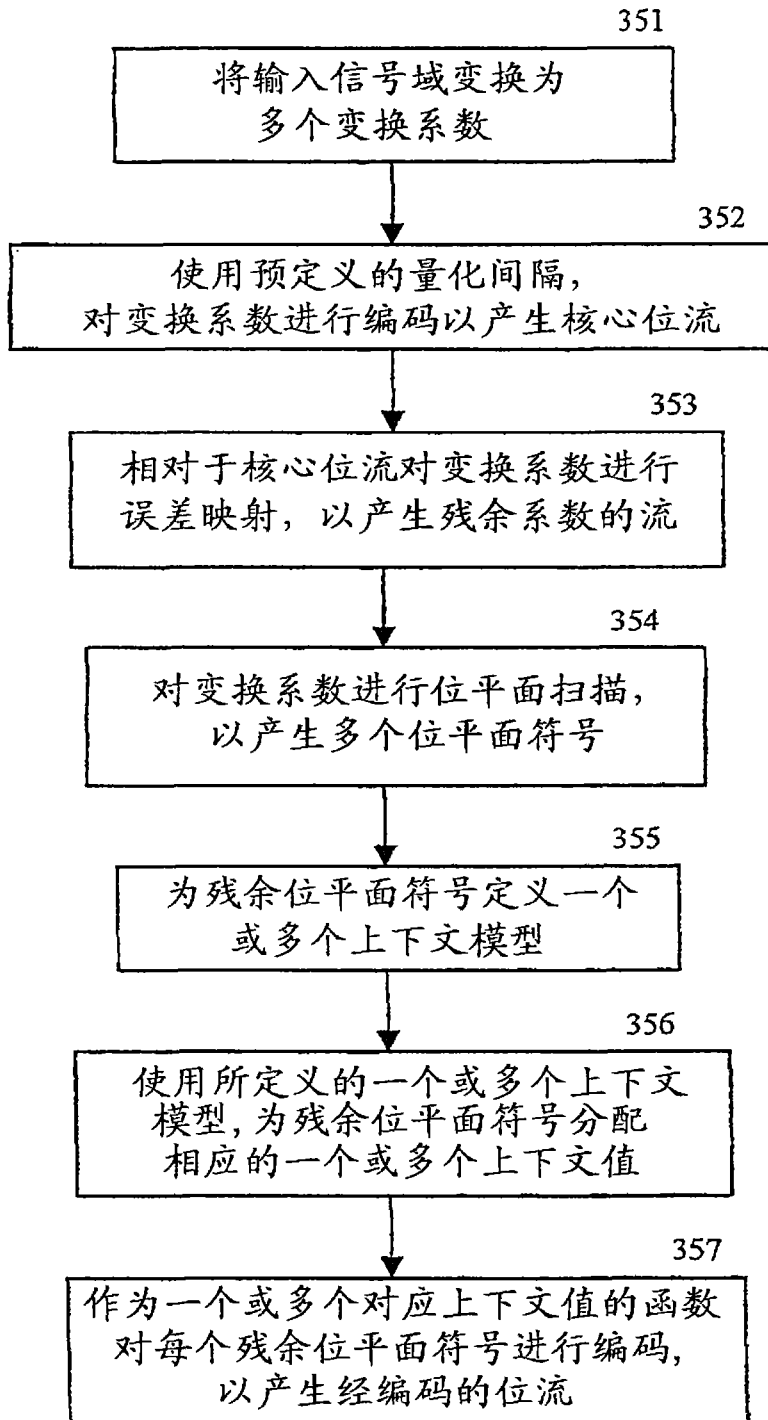 351
将输入信号域变换为
多个变换系数
352
使用预定义的量化间隔,
对变换系数进行编码以产生核心位流
353
相对于核心位流对变换系数进行
误差映射, 以产生残余系数的流
354
对变换系数进行位平面扫描,
以产生多个位平面符号
355
为残余位平面符号定义一个
或多个上下文模型
356
使用所定义的一个或多个上下文
模型, 为残余位平面符号分配
相应的一个或多个上下文值
357
作为一个或多个对应上下文值的函数
对每个残余位平面符号进行编码,
以产生经编码的位流